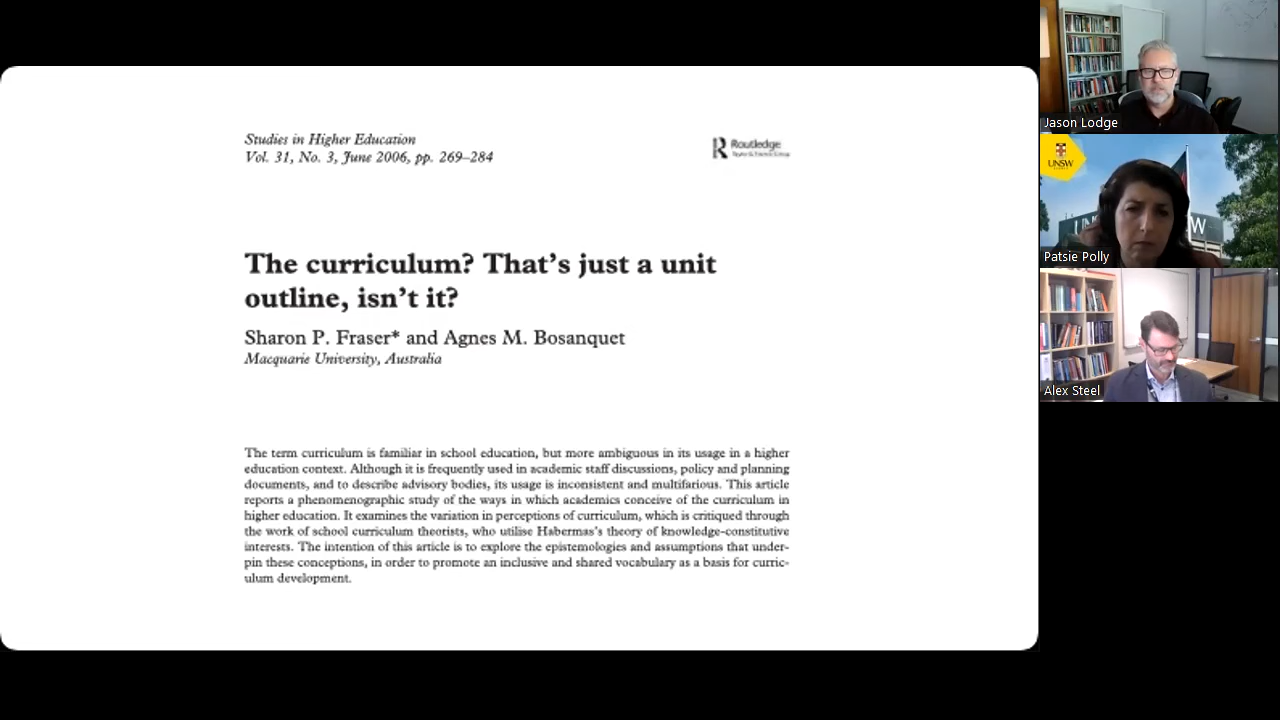 Studies in Higher Education
Vol. 31, No. 3, June 2006, pp. 269–284
Routledge
Taylor & Francis Group
The curriculum? That’s just a unit
outline, isn’t it?
Sharon P. Fraser* and Agnes M. Bosanquet
Macquarie University, Australia
The term curriculum is familiar in school education, but more ambiguous in its usage in a higher
education context. Although it is frequently used in academic staff discussions, policy and planning
documents, and to describe advisory bodies, its usage is inconsistent and multifarious. This article
reports a phenomenographic study of the ways in which academics conceive of the curriculum in
higher education. It examines the variation in perceptions of curriculum, which is critiqued through
the work of school curriculum theorists, who utilise Habermas’s theory of knowledge-constitutive
interests. The intention of this article is to explore the epistemologies and assumptions that under-
pin these conceptions, in order to promote an inclusive and shared vocabulary as a basis for curric-
ulum development.
Jason Lodge
UNSW
Patsie Polly
Alex Steel